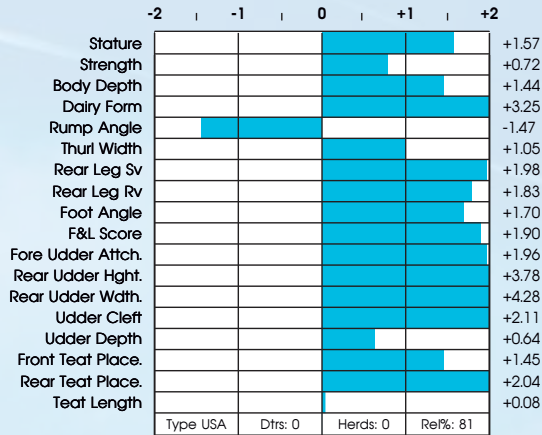 -2 -1 0 +1 +2
Stature +1.57
Strength +0.72
Body Depth +1.44
Dairy Form +3.25
Rump Angle -1.47
Thurl Width +1.05
Rear Leg Sv +1.98
Rear Leg Rv +1.83
Foot Angle +1.70
F&L Score +1.90
Fore Udder Attch. +1.96
Rear Udder Hght. +3.78
Rear Udder Wdth. +4.28
Udder Cleft +2.11
Udder Depth +0.64
Front Teat Place. +1.45
Rear Teat Place. +2.04
Teat Length +0.08
Type USA Dtrs: 0 Herds: 0 Rel%: 81